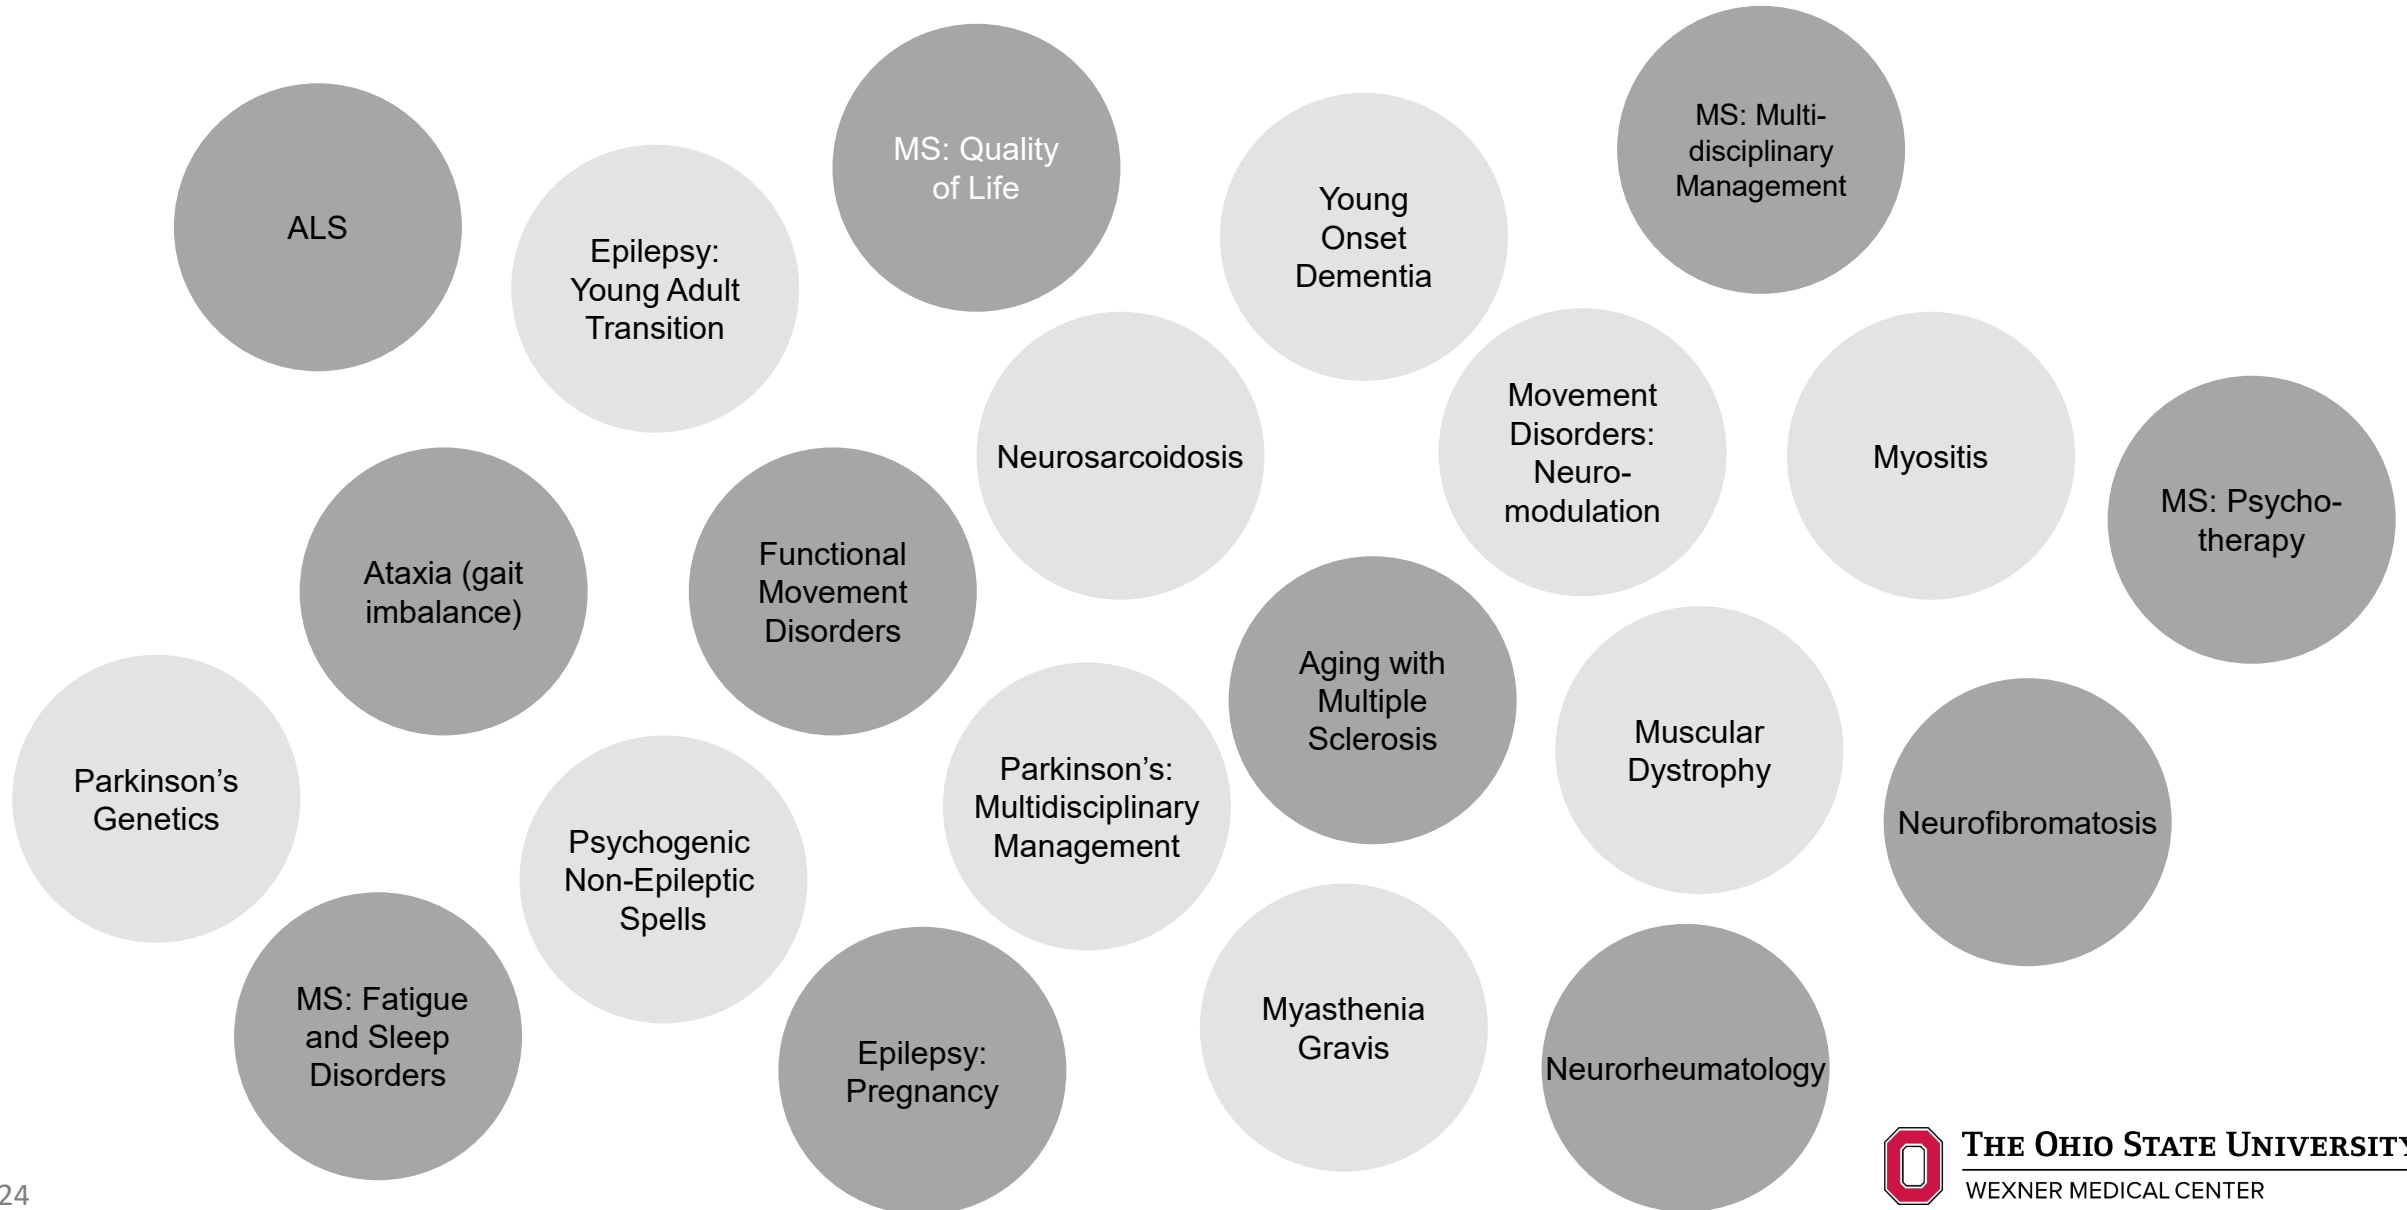 MS: Multi-
disciplinary
Management
MS: Quality
of Life
Young
Onset
Dementia
ALS
Epilepsy:
Young Adult
Transition
Movement
Disorders:
Neuro-
modulation
Neurosarcoidosis
Myositis
MS: Psycho-
therapy
Ataxia (gait
imbalance)
Functional
Movement
Disorders
Aging with
Multiple
Sclerosis
Muscular
Dystrophy
Parkinson’s
Genetics
Parkinson’s:
Multidisciplinary
Management
Neurofibromatosis
Psychogenic
Non-Epileptic
Spells
MS: Fatigue
and Sleep
Disorders
Epilepsy:
Pregnancy
Myasthenia
Gravis
Neurorheumatology
THE OHIO STATE UNIVERSITY
WEXNER MEDICAL CENTER
24